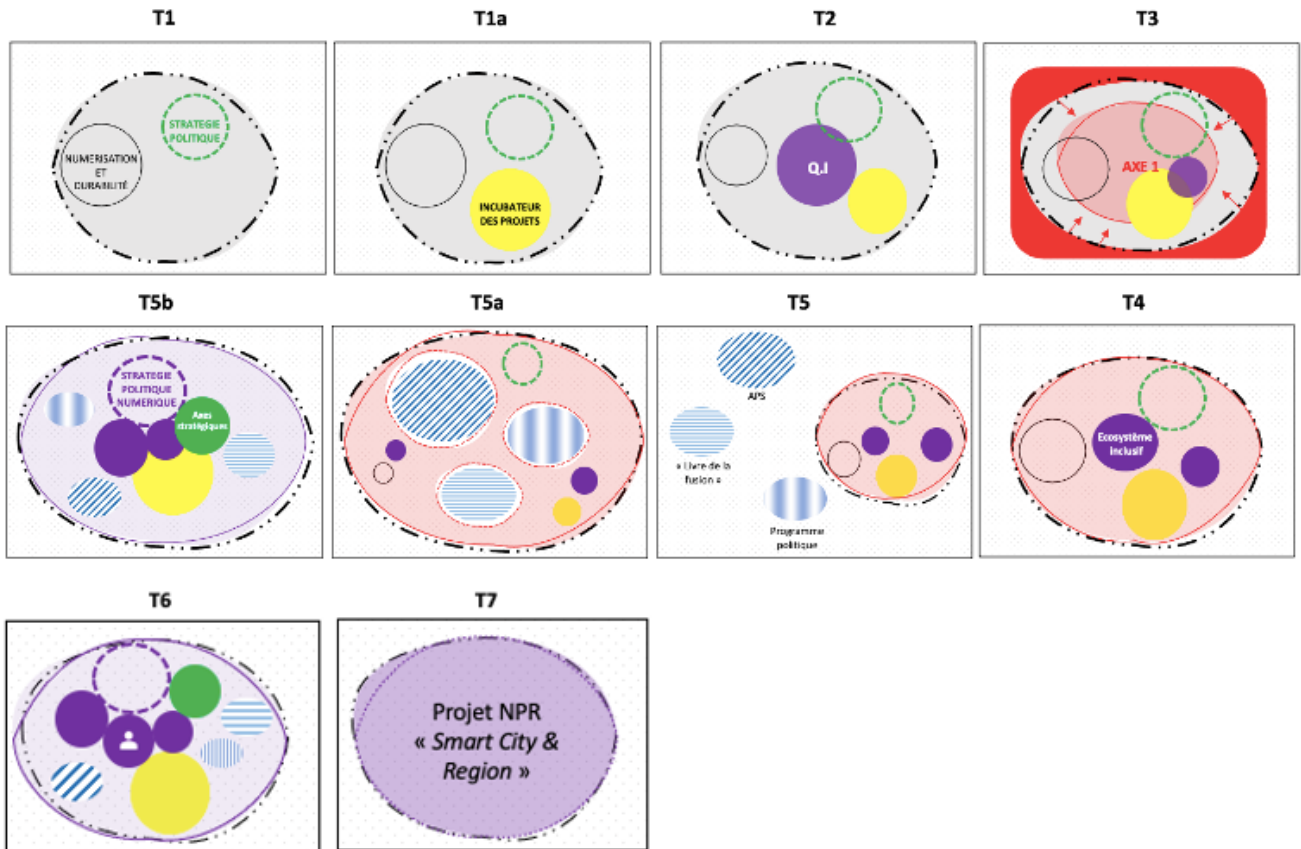 T1
T1a
T2
T3
STRATEGIE
POLITIQUE
NUMERISATION
ET
DURABILITÉ
INCUBATEUR
DES PROJETS
Q.I
AXE 1
T5b
T5a
T5
T4
STRATEGIE
POLITIQUE
NUMERIQUE
Axes
stratégiques
APS
« Livre de la
fusion »
Programme
politique
Ecosystème
inclusif
T6
T7
Projet NPR
« Smart City &
Region »